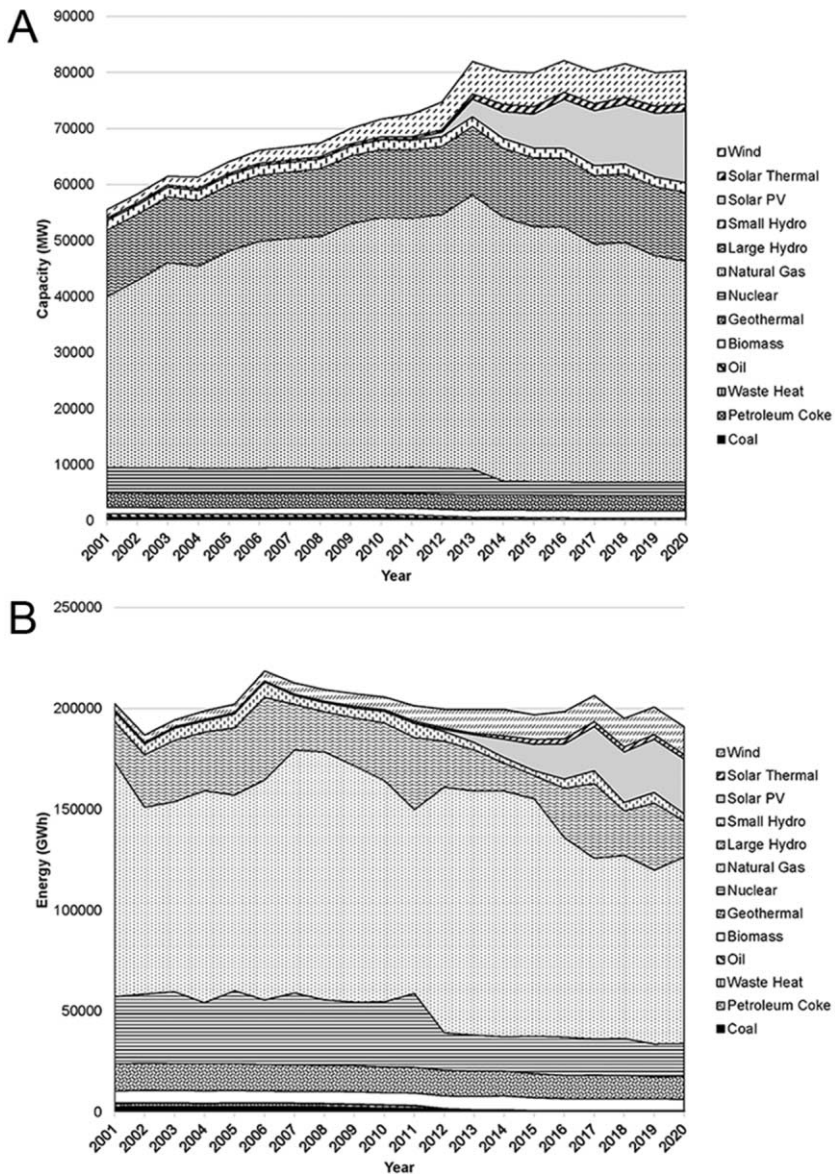 A
90000
80000
70000
60000
50000
40000
30000
20000
10000
0
Capacity (MW)
2001 2002 2003 2004 2005 2006 2007 2008 2009 2010 2011 2012 2013 2014 2015 2016 2017 2018 2019 2020
Year
Wind
Solar Thermal
Solar PV
Small Hydro
Large Hydro
Natural Gas
Nuclear
Geothermal
Biomass
Oil
Waste Heat
Petroleum Coke
Coal
B
250000
200000
150000
100000
50000
0
Energy (GWh)
2001 2002 2003 2004 2005 2006 2007 2008 2009 2010 2011 2012 2013 2014 2015 2016 2017 2018 2019 2020
Year
Wind
Solar Thermal
Solar PV
Small Hydro
Large Hydro
Natural Gas
Nuclear
Geothermal
Biomass
Oil
Waste Heat
Petroleum Coke
Coal